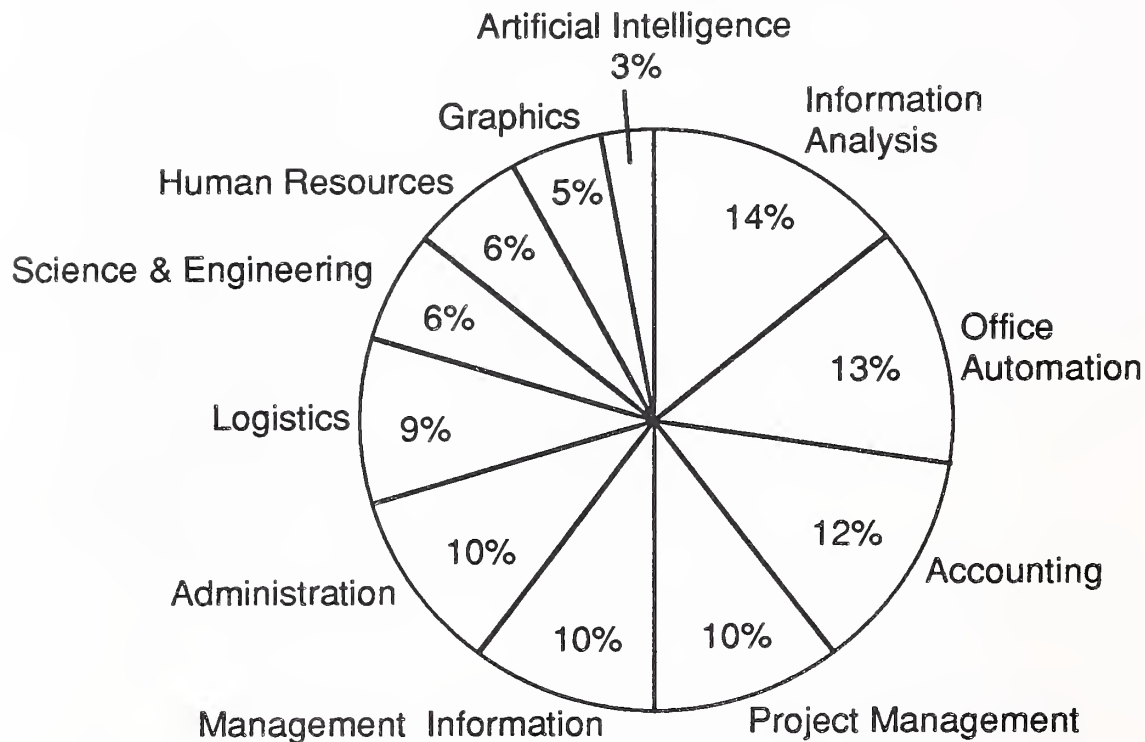 Artificial Intelligence
3%
Information
Analysis
14%
Office
Automation
13%
Accounting
12%
Project Management
10%
Management Information
10%
Administration
10%
Logistics
9%
Science & Engineering
6%
Human Resources
6%
Graphics
5%